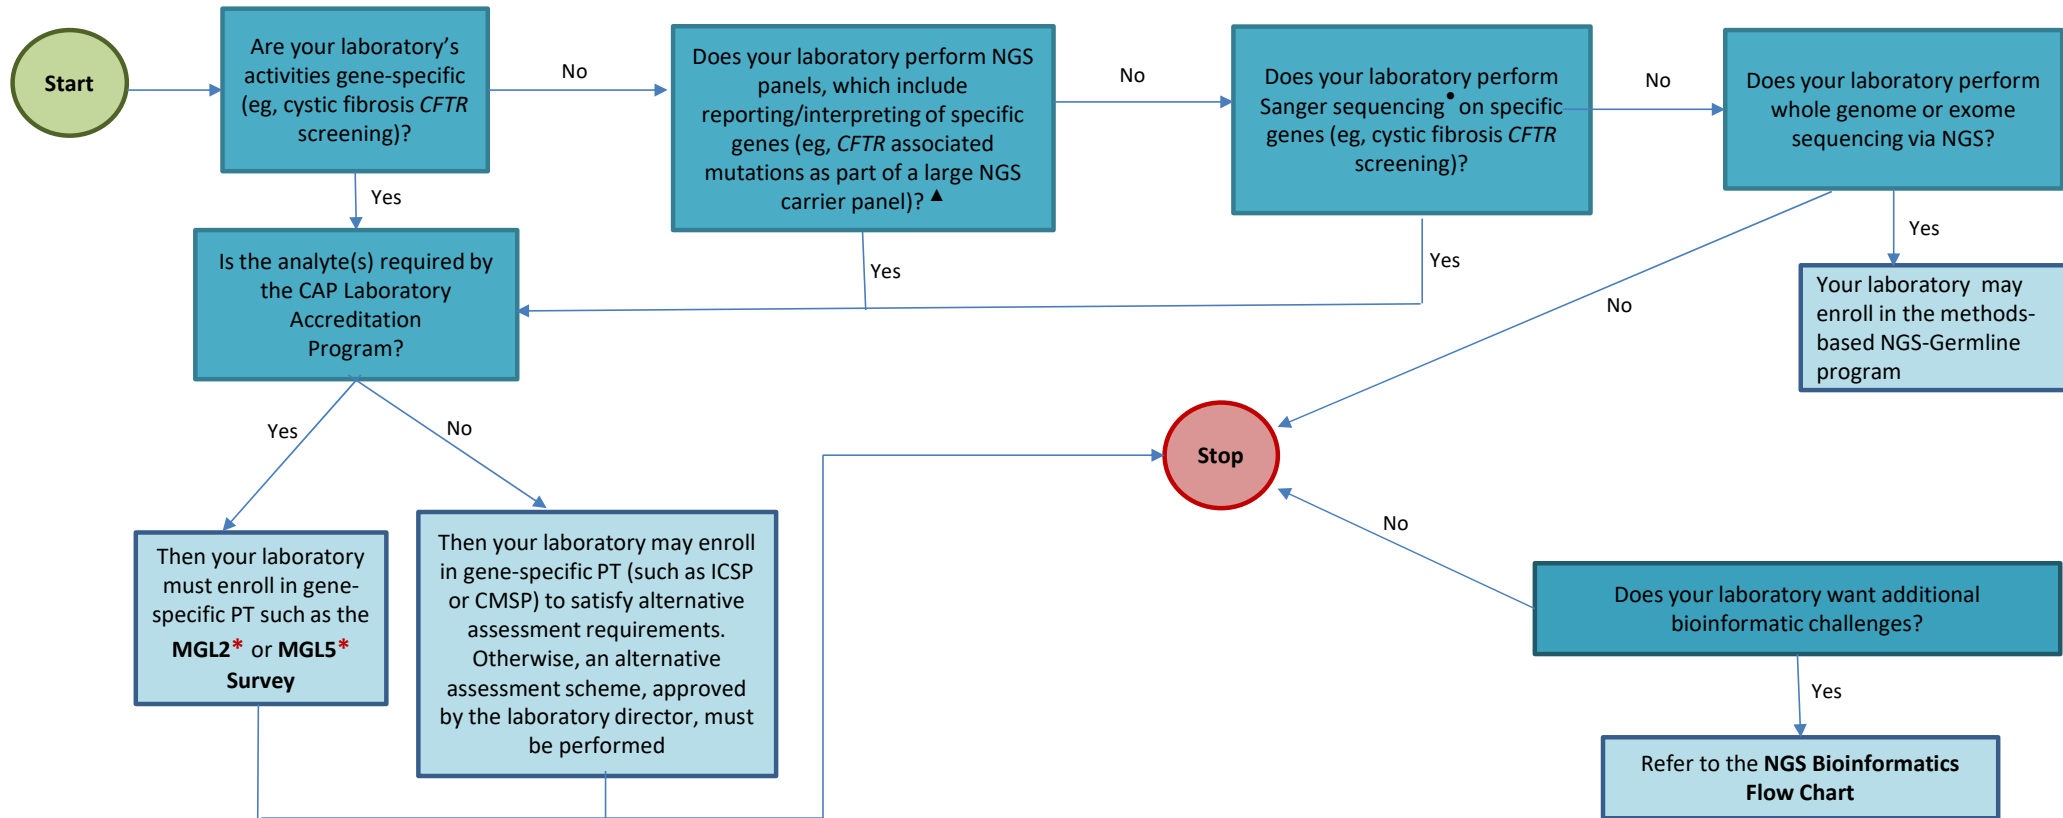 Start
Are your laboratory’s
activities gene-specific
(eg, cystic fibrosis CFTR
screening)?
No
Does your laboratory perform NGS
panels, which include
reporting/interpreting of specific
genes (eg, CFTR associated
mutations as part of a large NGS
carrier panel)? ▲
No
Does your laboratory perform
Sanger sequencing• on specific
genes (eg, cystic fibrosis CFTR
screening)?
No
Does your laboratory perform
whole genome or exome
sequencing via NGS?
Yes
Yes
Yes
Yes
No
Is the analyte(s) required by
the CAP Laboratory
Accreditation
Program?
Your laboratory may
enroll in the methods-
based NGS-Germline
program
Yes
No
Stop
Then your laboratory
must enroll in gene-
specific PT such as the
MGL2* or MGL5*
Survey
Then your laboratory may enroll
in gene-specific PT (such as ICSP
or CMSP) to satisfy alternative
assessment requirements.
Otherwise, an alternative
assessment scheme, approved
by the laboratory director, must
be performed
No
Does your laboratory want additional
bioinformatic challenges?
Yes
Refer to the NGS Bioinformatics
Flow Chart